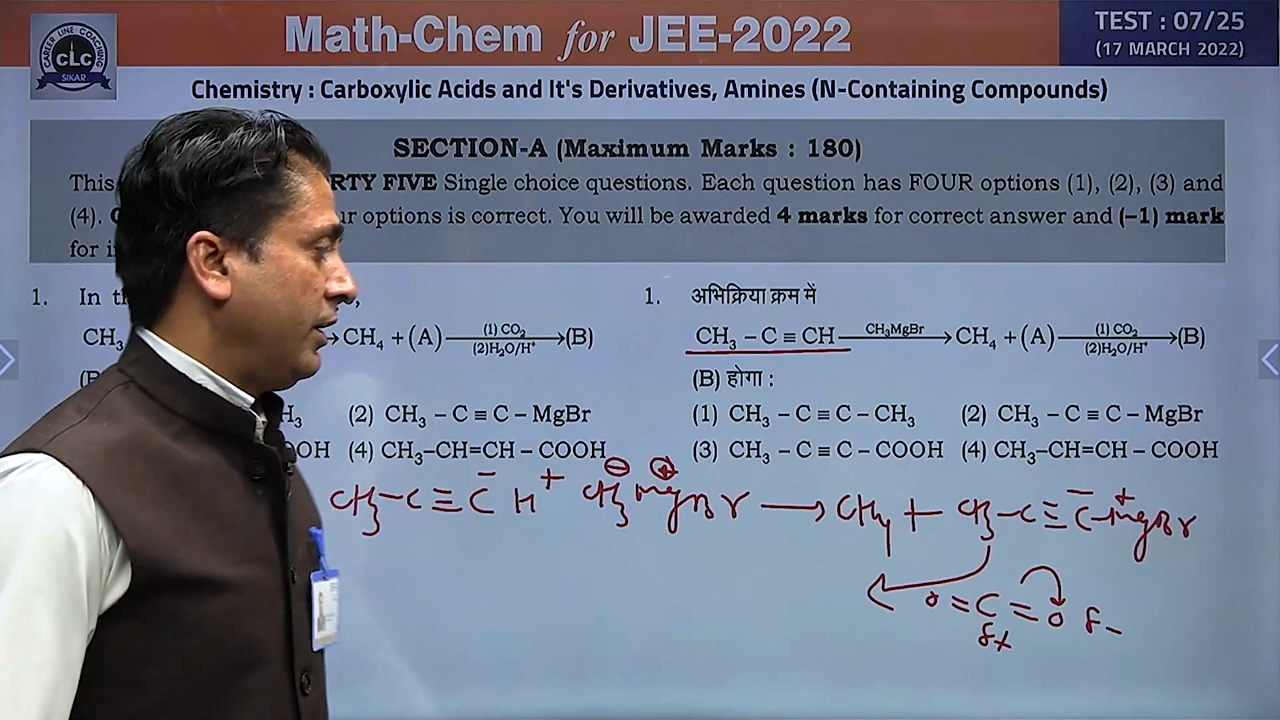 CAREER LINE COACHING
CLC
SIKAR
Math-Chem for JEE-2022
TEST : 07/25
(17 MARCH 2022)
Chemistry : Carboxylic Acids and It's Derivatives, Amines (N-Containing Compounds)
SECTION-A (Maximum Marks : 180)
This RTY FIVE Single choice questions. Each question has FOUR options (1), (2), (3) and
(4). ur options is correct. You will be awarded 4 marks for correct answer and (–1) mark
for i
1. In th
CH₃ → CH₄ + (A) —(1) CO₂ (2)H₂O/H⁺→ (B)
(2) CH₃ – C ≡ C – MgBr
OH (4) CH₃–CH=CH – COOH
1. अभिक्रिया क्रम में
CH₃ – C ≡ CH —CH₃MgBr→ CH₄ + (A) —(1) CO₂ (2)H₂O/H⁺→ (B)
(B) होगा :
(1) CH₃ – C ≡ C – CH₃ (2) CH₃ – C ≡ C – MgBr
(3) CH₃ – C ≡ C – COOH (4) CH₃–CH=CH – COOH
CH₃–C≡C⁻ H⁺ CH₃⊖ MgBr⊕ → CH₄ + CH₃–C≡C⁻–Mg⁺Br
O=C=O δ–
δ+